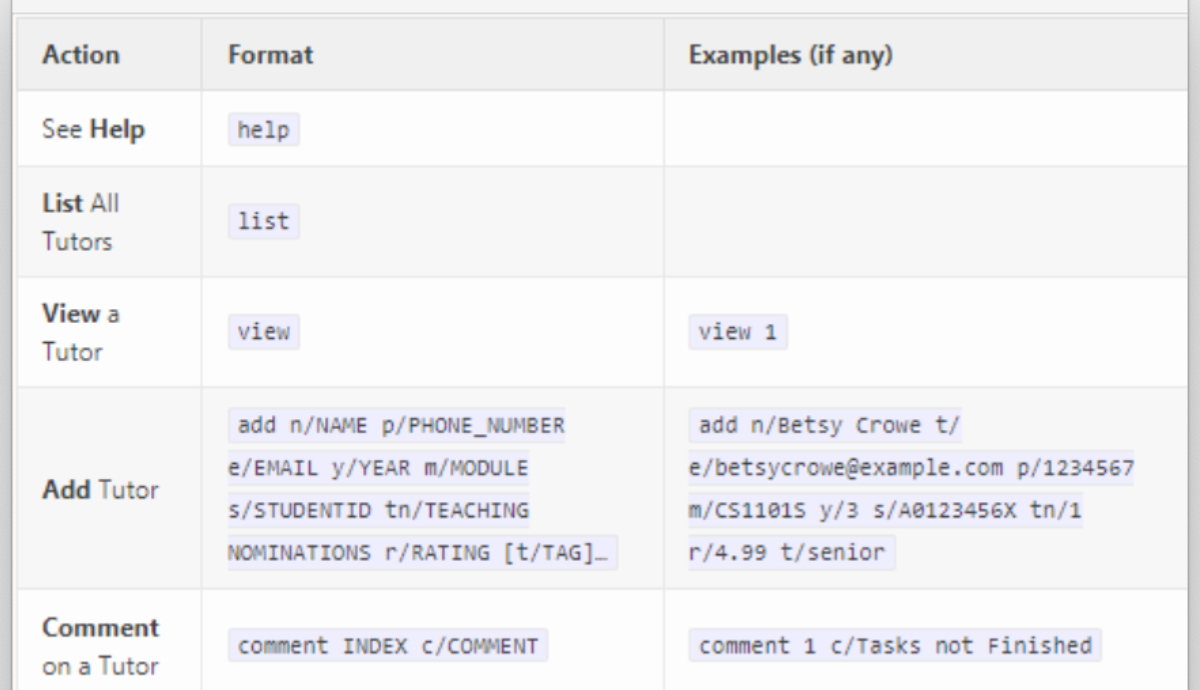 Action Format Examples (if any)
See Help help
List All
Tutors
list
View a
Tutor
view
view 1
Add Tutor
add n/NAME p/PHONE_NUMBER
e/EMAIL y/YEAR m/MODULE
s/STUDENTID tn/TEACHING
NOMINATIONS r/RATING [t/TAG]…
add n/Betsy Crowe t/
e/betsycrowe@example.com p/1234567
m/CS1101S y/3 s/A0123456X tn/1
r/4.99 t/senior
Comment
on a Tutor
comment INDEX c/COMMENT
comment 1 c/Tasks not Finished